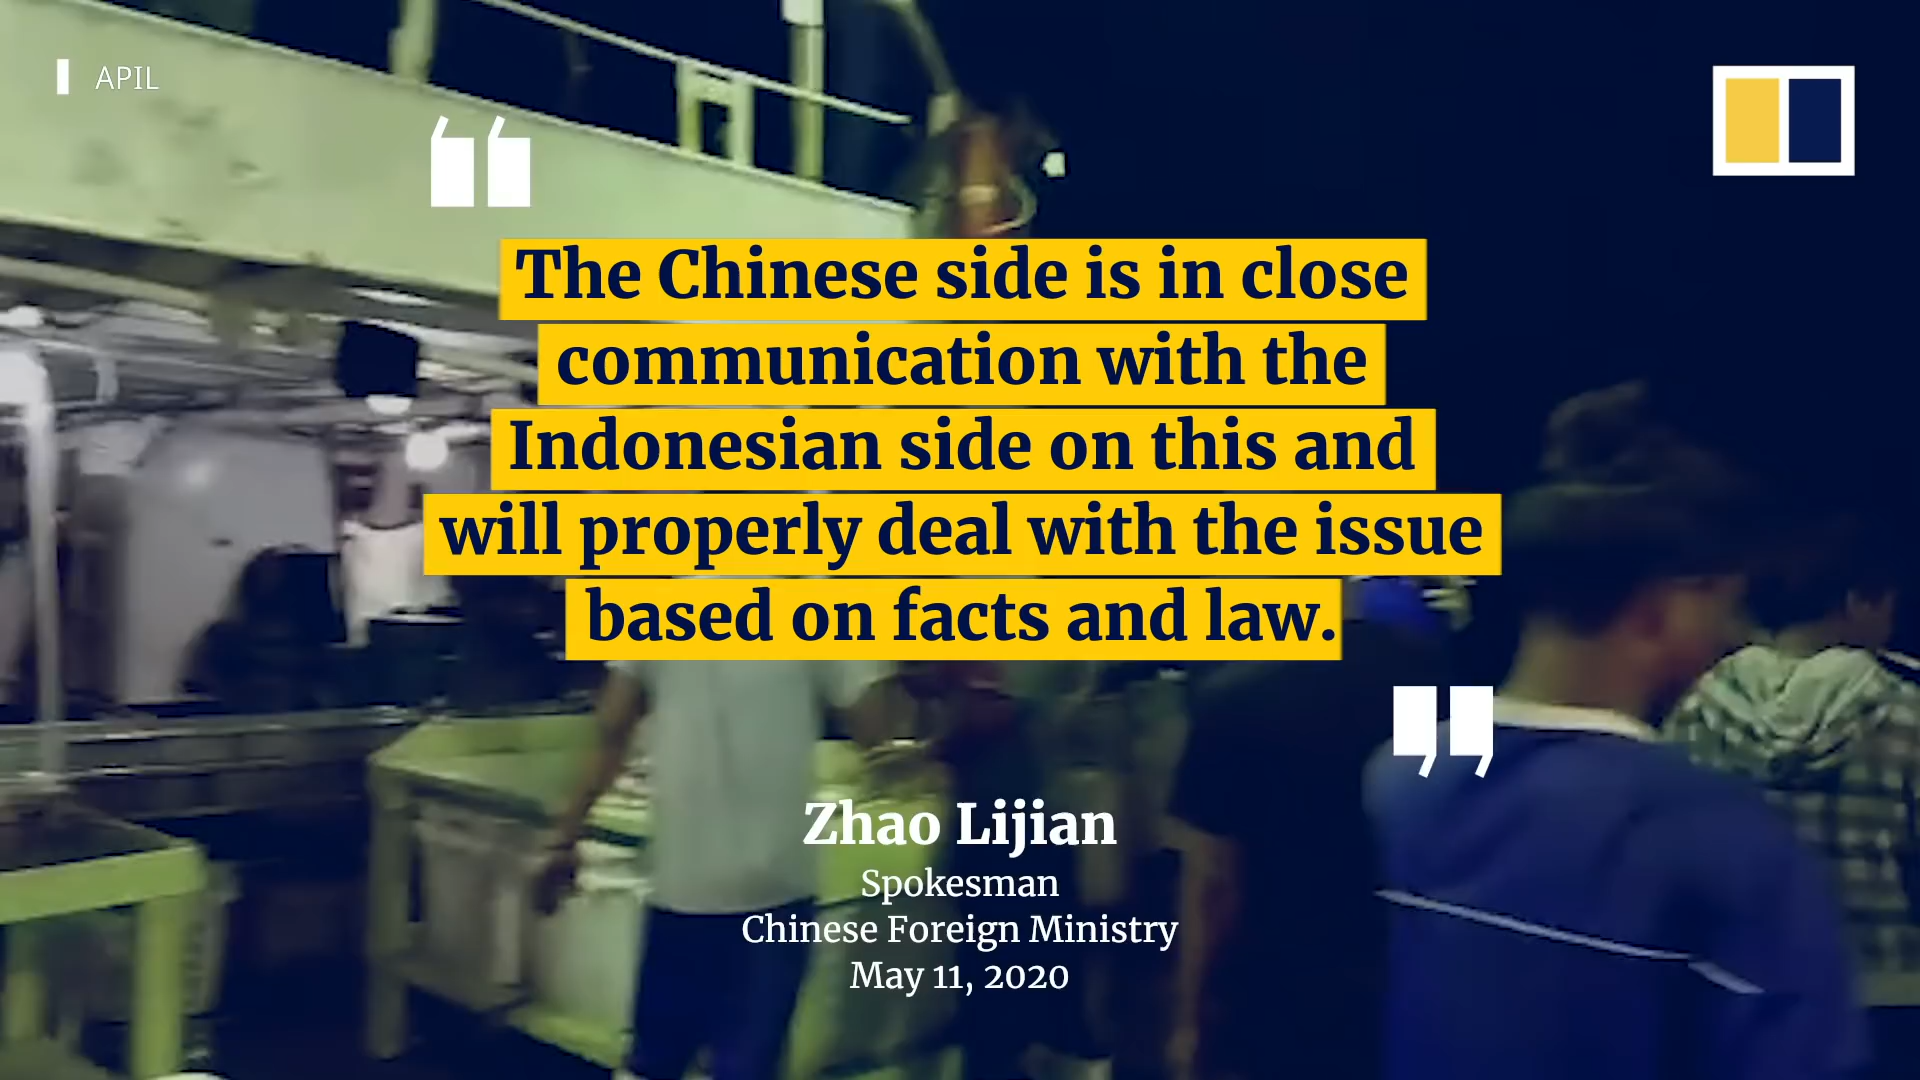 APIL
“
The Chinese side is in close
communication with the
Indonesian side on this and
will properly deal with the issue
based on facts and law.
”
Zhao Lijian
Spokesman
Chinese Foreign Ministry
May 11, 2020